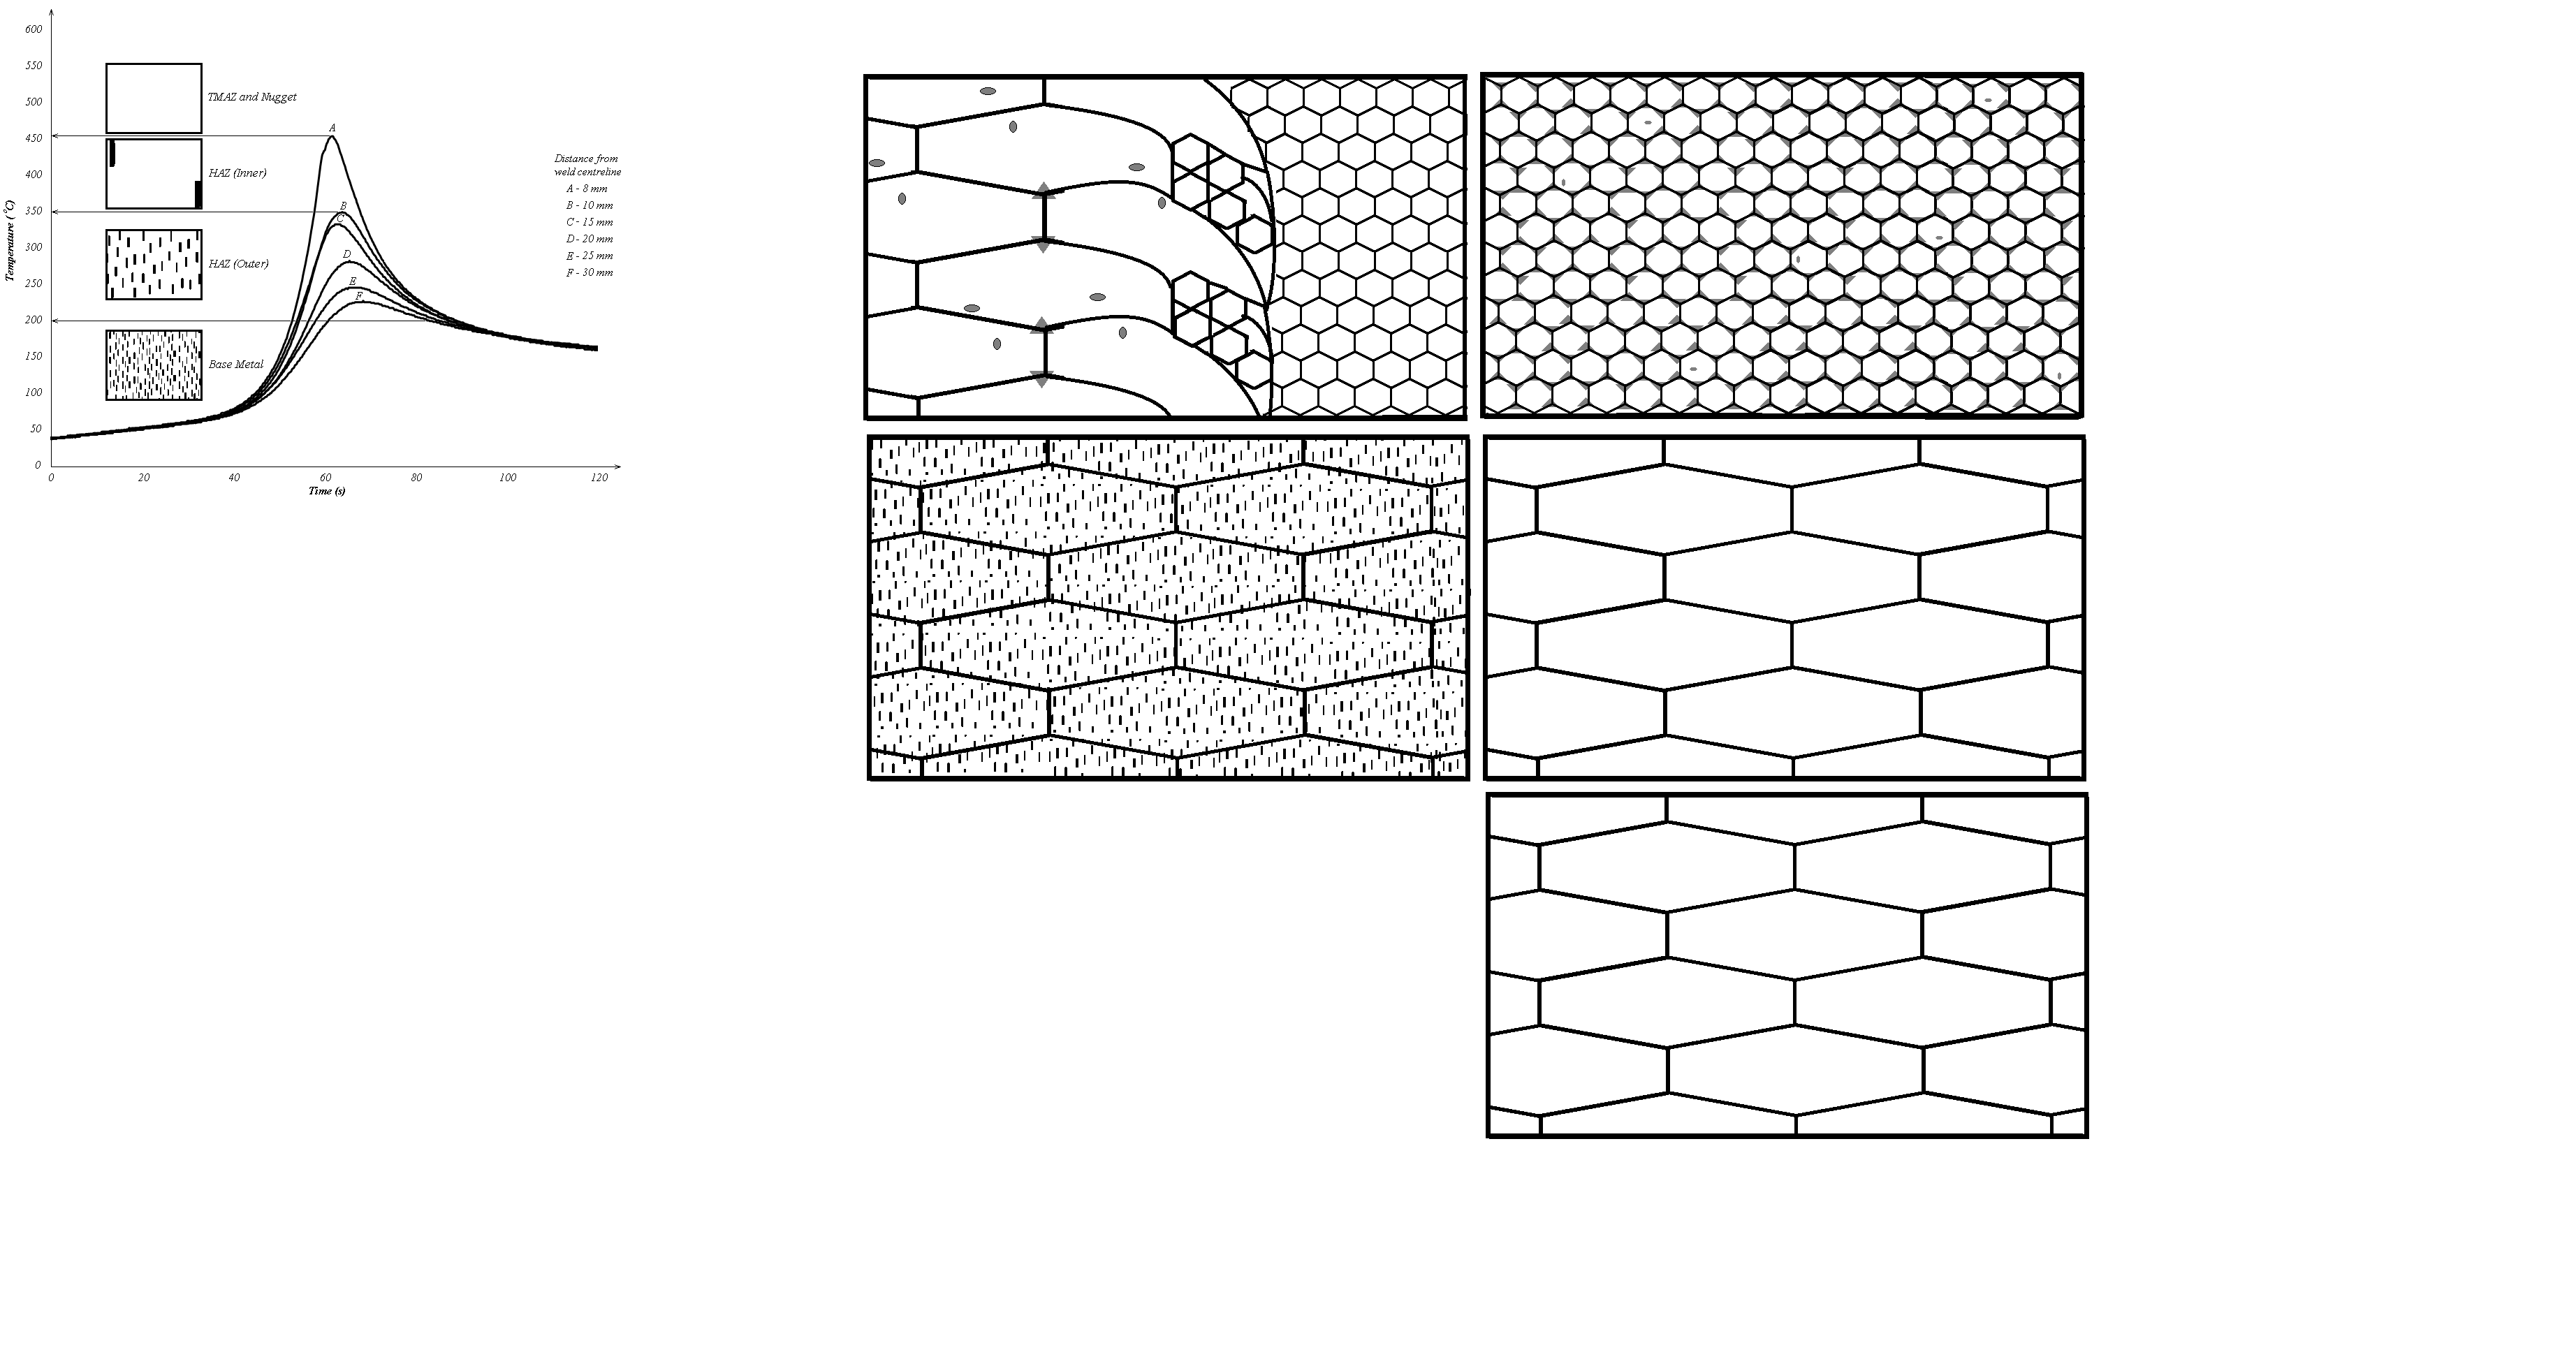 600
550
500
450
400
350
300
250
200
150
100
50
0
Temperature (°C)
0 20 40 60 80 100 120
Time (s)
TMAZ and Nugget
HAZ (Inner)
HAZ (Outer)
Base Metal
A
B
C
D
E
F
Distance from
weld centreline
A - 8 mm
B - 10 mm
C - 15 mm
D - 20 mm
E - 25 mm
F - 30 mm